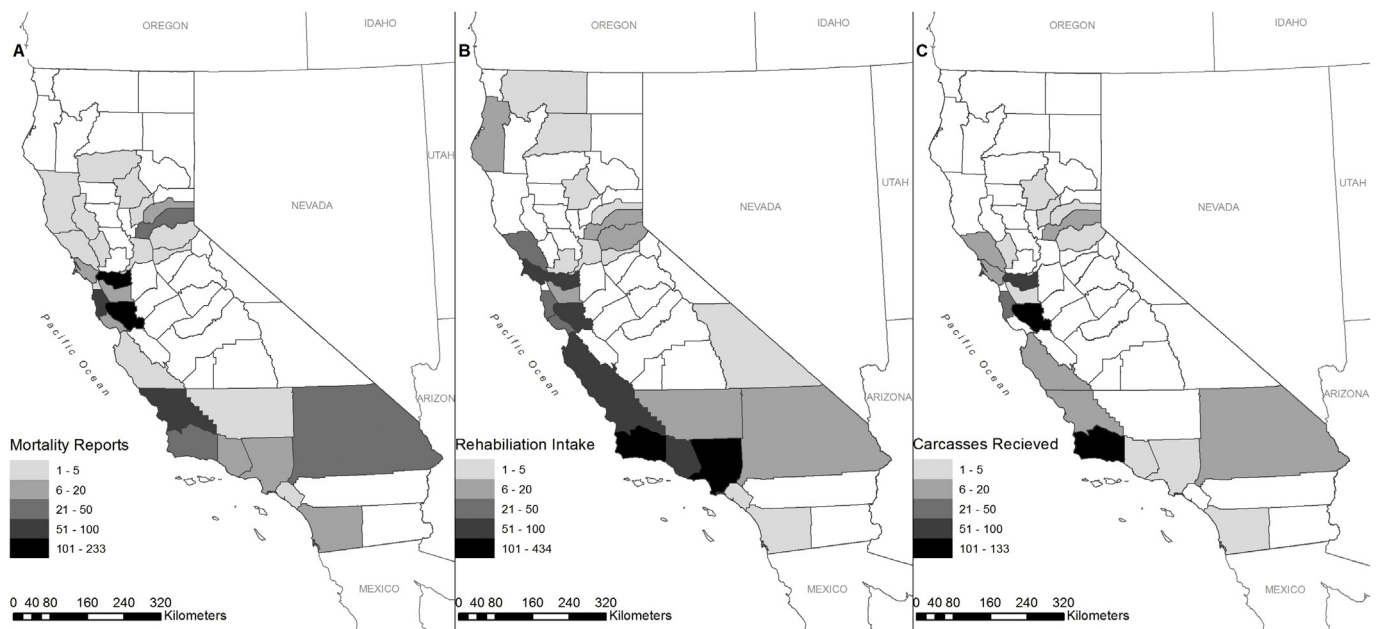 A
OREGON
IDAHO
NEVADA
UTAH
ARIZON
Pacific Ocean
MEXICO
Mortality Reports
1 - 5
6 - 20
21 - 50
51 - 100
101 - 233
0 40 80 160 240 320
Kilometers
B
OREGON
IDAHO
NEVADA
UTAH
ARIZONA
Pacific Ocean
MEXICO
Rehabiliation Intake
1 - 5
6 - 20
21 - 50
51 - 100
101 - 434
0 40 80 160 240 320
Kilometers
C
OREGON
IDAHO
NEVADA
UTAH
ARIZONA
Pacific Ocean
MEXICO
Carcasses Recieved
1 - 5
6 - 20
21 - 50
51 - 100
101 - 133
0 40 80 160 240 320
Kilometers